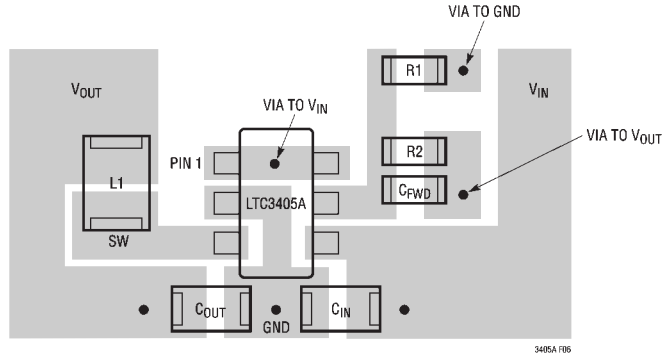 VIA TO GND
R1
VOUT
VIN
VIA TO VIN
VIA TO VOUT
PIN 1
R2
L1
LTC3405A
CFWD
SW
COUT
GND
CIN
3405A F06